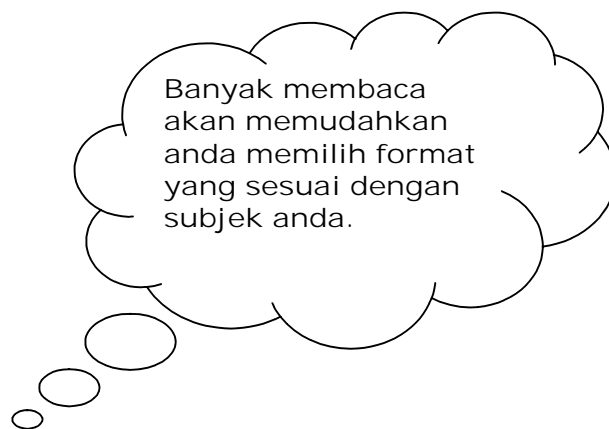 Banyak membaca
akan memudahkan
anda memilih format
yang sesuai dengan
subjek anda.